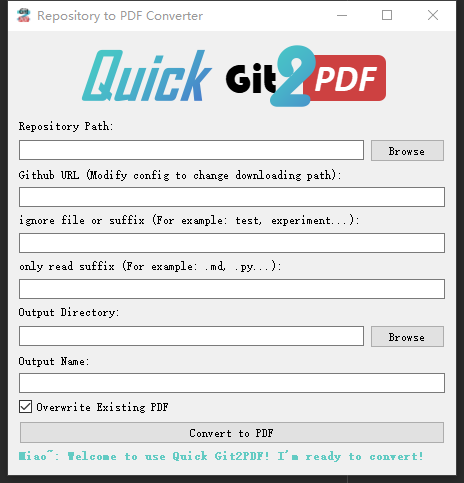 Repository to PDF Converter
Quick Git2PDF
Repository Path:
Browse
Github URL (Modify config to change downloading path):
ignore file or suffix (For example: test, experiment...):
only read suffix (For example: .md, .py...):
Output Directory:
Browse
Output Name:
Overwrite Existing PDF
Convert to PDF
Miao~: Welcome to use Quick Git2PDF! I'm ready to convert!